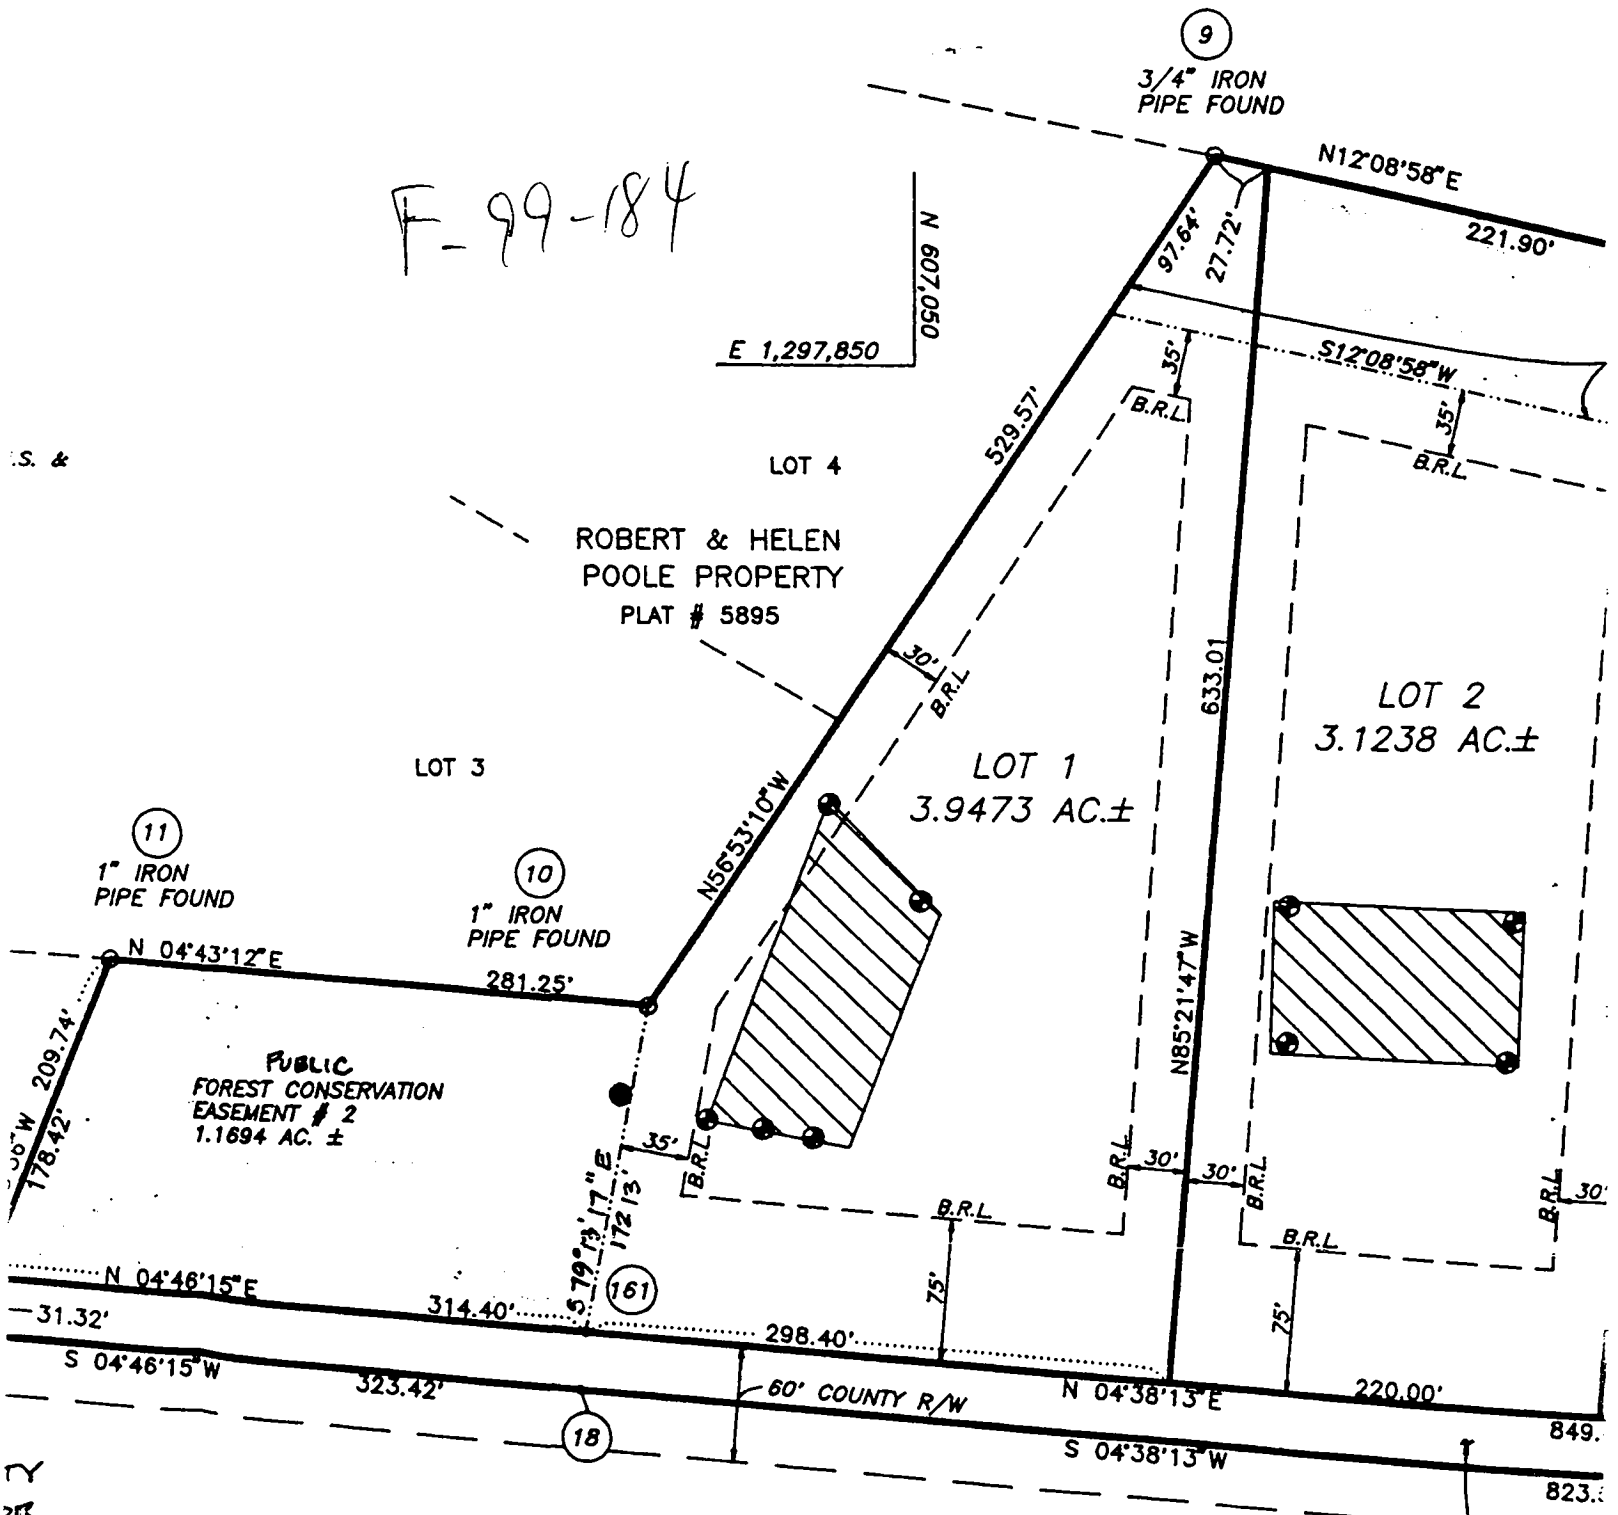 9
3/4" IRON
PIPE FOUND
N12°08'58"E
221.90'
F-99-184
N 607,050
E 1,297,850
97.64'
27.72'
S12°08'58"W
35'
B.R.L.
35'
B.R.L.
529.57'
.S. &
LOT 4
ROBERT & HELEN
POOLE PROPERTY
PLAT # 5895
30'
B.R.L.
633.01
LOT 2
3.1238 AC.±
LOT 3
LOT 1
3.9473 AC.±
N56°53'10"W
11
1" IRON
PIPE FOUND
10
1" IRON
PIPE FOUND
N 04°43'12"E
281.25'
N85°21'47"W
209.74'
178.42'
PUBLIC
FOREST CONSERVATION
EASEMENT # 2
1.1694 AC. ±
35'
B.R.L.
S 79°13'17" E
172.13'
B.R.L.
30'
30'
B.R.L.
B.R.L.
30'
B.R.L.
B.R.L.
75'
75'
161
N 04°46'15"E
314.40'
31.32'
298.40'
S 04°46'15"W
323.42'
60' COUNTY R/W
N 04°38'13"E
220.00'
849.
18
S 04°38'13"W
823.